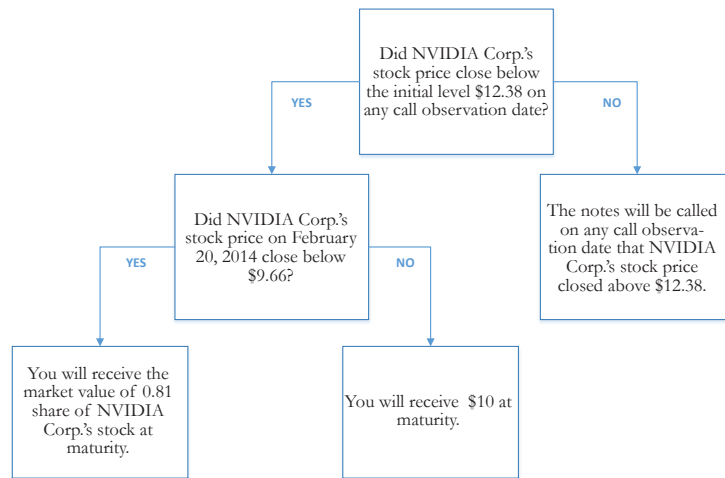 Did NVIDIA Corp.'s
stock price close below
the initial level $12.38 on
any call observation date?
YES
NO
Did NVIDIA Corp.'s
stock price on February
20, 2014 close below
$9.66?
The notes will be called
on any call observa-
tion date that NVIDIA
Corp.'s stock price
closed above $12.38.
YES
NO
You will receive the
market value of 0.81
share of NVIDIA
Corp.'s stock at
maturity.
You will receive $10 at
maturity.